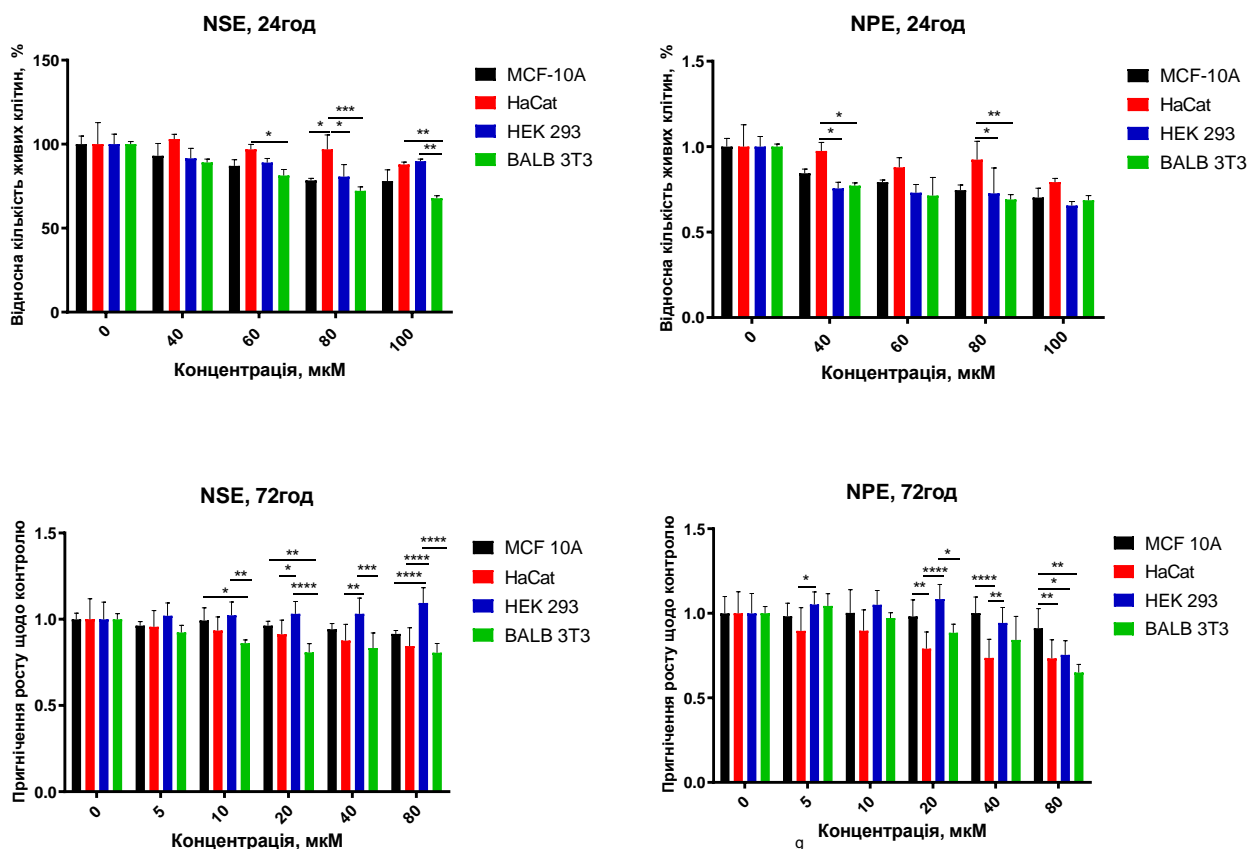 NSE, 24год
Відносна кількість живих клітин, %
150
100
50
0
* * *** * ** **
0 40 60 80 100
Концентрація, мкМ
MCF-10A
HaCat
HEK 293
BALB 3T3
NPE, 24год
Відносна кількість живих клітин, %
1.5
1.0
0.5
0.0
* * ** *
0 40 60 80 100
Концентрація, мкМ
MCF-10A
HaCat
HEK 293
BALB 3T3
NSE, 72год
Пригнічення росту щодо контролю
1.5
1.0
0.5
0.0
* ** ** * **** ** *** **** **** ****
0 5 10 20 40 80
Концентрація, мкМ
MCF 10A
HaCat
HEK 293
BALB 3T3
NPE, 72год
Пригнічення росту щодо контролю
1.5
1.0
0.5
0.0
* ** **** * **** ** ** * **
0 5 10 20 40 80
Концентрація, мкМ
g
MCF 10A
HaCat
HEK 293
BALB 3T3